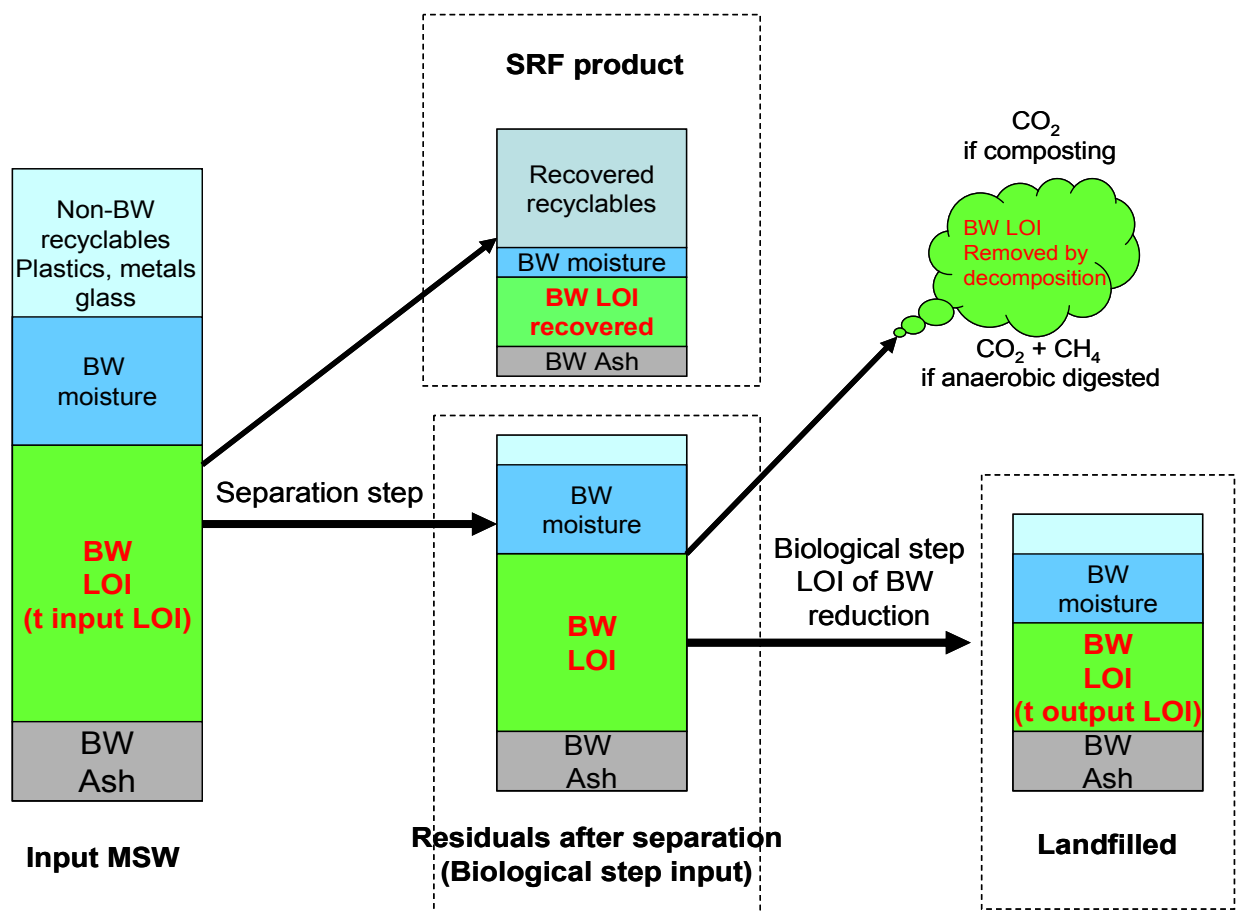 SRF product
Recovered
recyclables
BW moisture
BW LOI
recovered
BW Ash
CO2
if composting
BW LOI
Removed by
decomposition
CO2 + CH4
if anaerobic digested
Non-BW
recyclables
Plastics, metals
glass
BW
moisture
BW
LOI
(t input LOI)
BW
Ash
Input MSW
Separation step
BW
moisture
BW
LOI
BW
Ash
Residuals after separation
(Biological step input)
Biological step
LOI of BW
reduction
BW
moisture
BW
LOI
(t output LOI)
BW
Ash
Landfilled